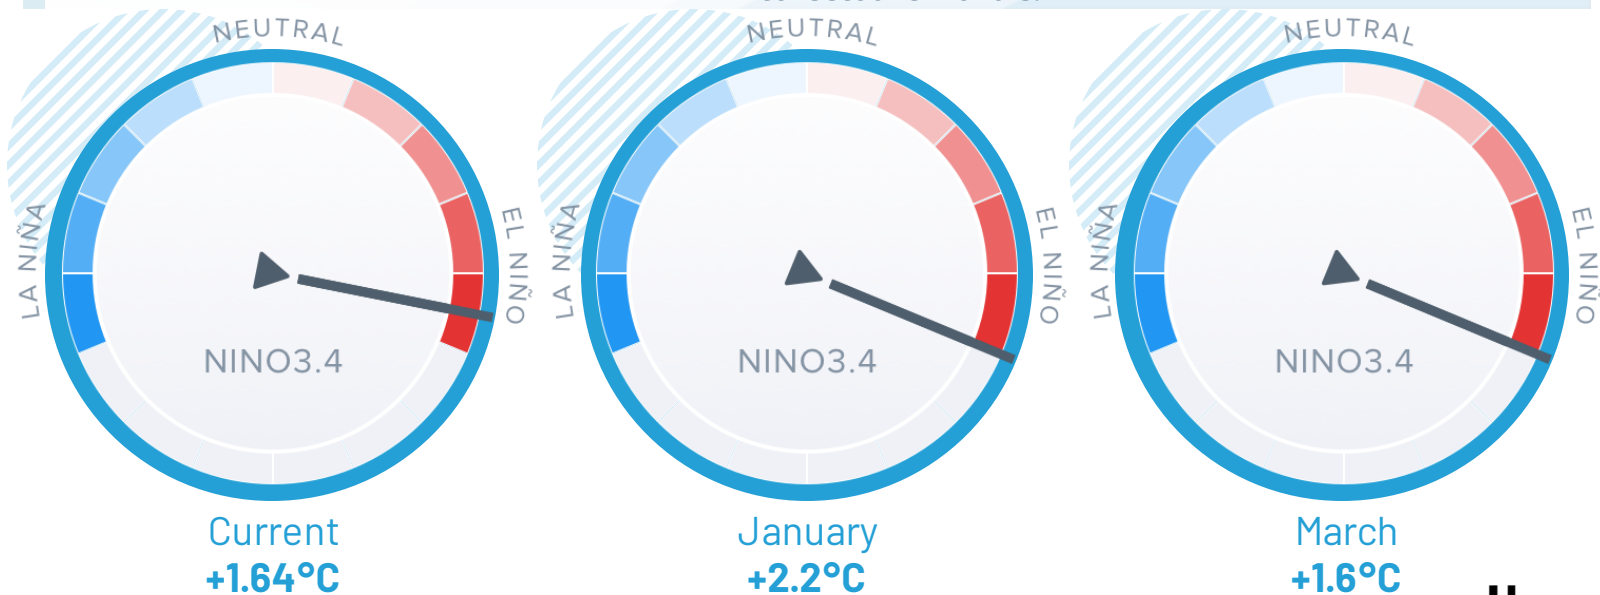 NEUTRAL
LA NIÑA
EL NIÑO
NINO3.4
Current
+1.64°C
NEUTRAL
LA NIÑA
EL NIÑO
NINO3.4
January
+2.2°C
NEUTRAL
LA NIÑA
EL NIÑO
NINO3.4
March
+1.6°C